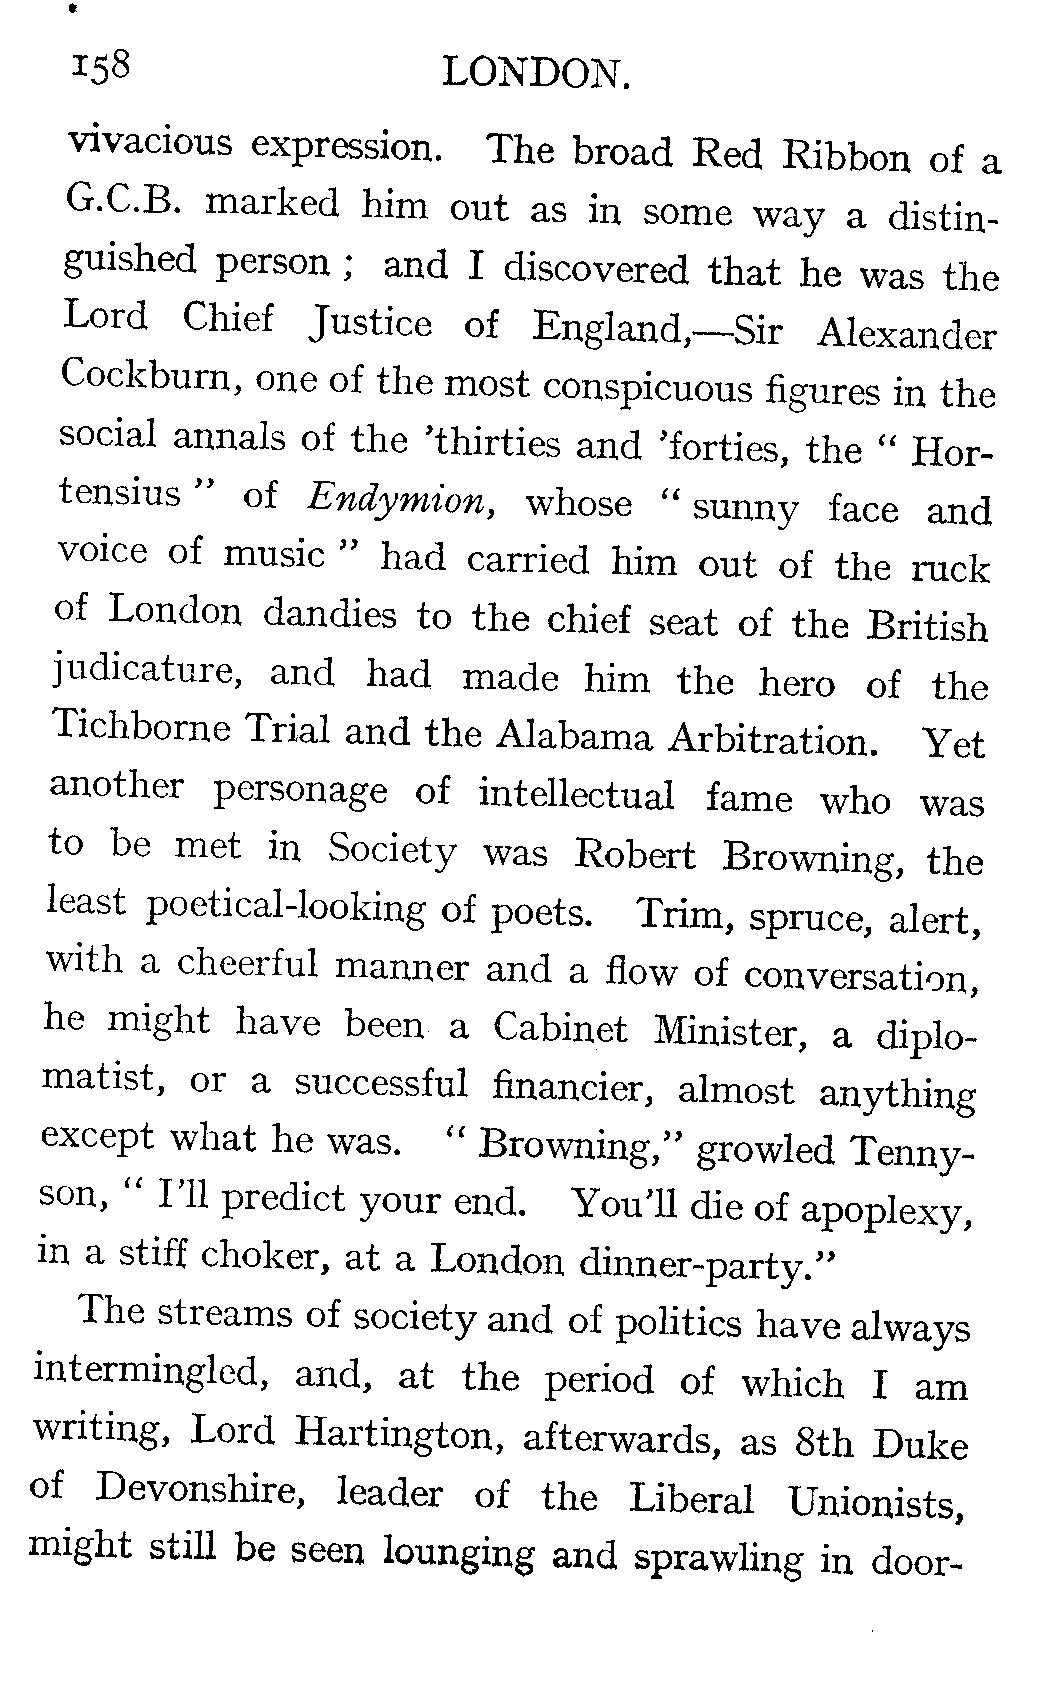 158 LONDON.
vivacious expression. The broad Red Ribbon of a
G.C.B. marked him out as in some way a distin-
guished person ; and I discovered that he was the
Lord Chief Justice of England,—Sir Alexander
Cockburn, one of the most conspicuous figures in the
social annals of the ’thirties and ’forties, the “ Hor-
tensius ” of Endymion, whose “ sunny face and
voice of music ” had carried him out of the ruck
of London dandies to the chief seat of the British
judicature, and had made him the hero of the
Tichborne Trial and the Alabama Arbitration. Yet
another personage of intellectual fame who was
to be met in Society was Robert Browning, the
least poetical-looking of poets. Trim, spruce, alert,
with a cheerful manner and a flow of conversation,
he might have been a Cabinet Minister, a diplo-
matist, or a successful financier, almost anything
except what he was. “ Browning,” growled Tenny-
son, “ I’ll predict your end. You’ll die of apoplexy,
in a stiff choker, at a London dinner-party.”
The streams of society and of politics have always
intermingled, and, at the period of which I am
writing, Lord Hartington, afterwards, as 8th Duke
of Devonshire, leader of the Liberal Unionists,
might still be seen lounging and sprawling in door-